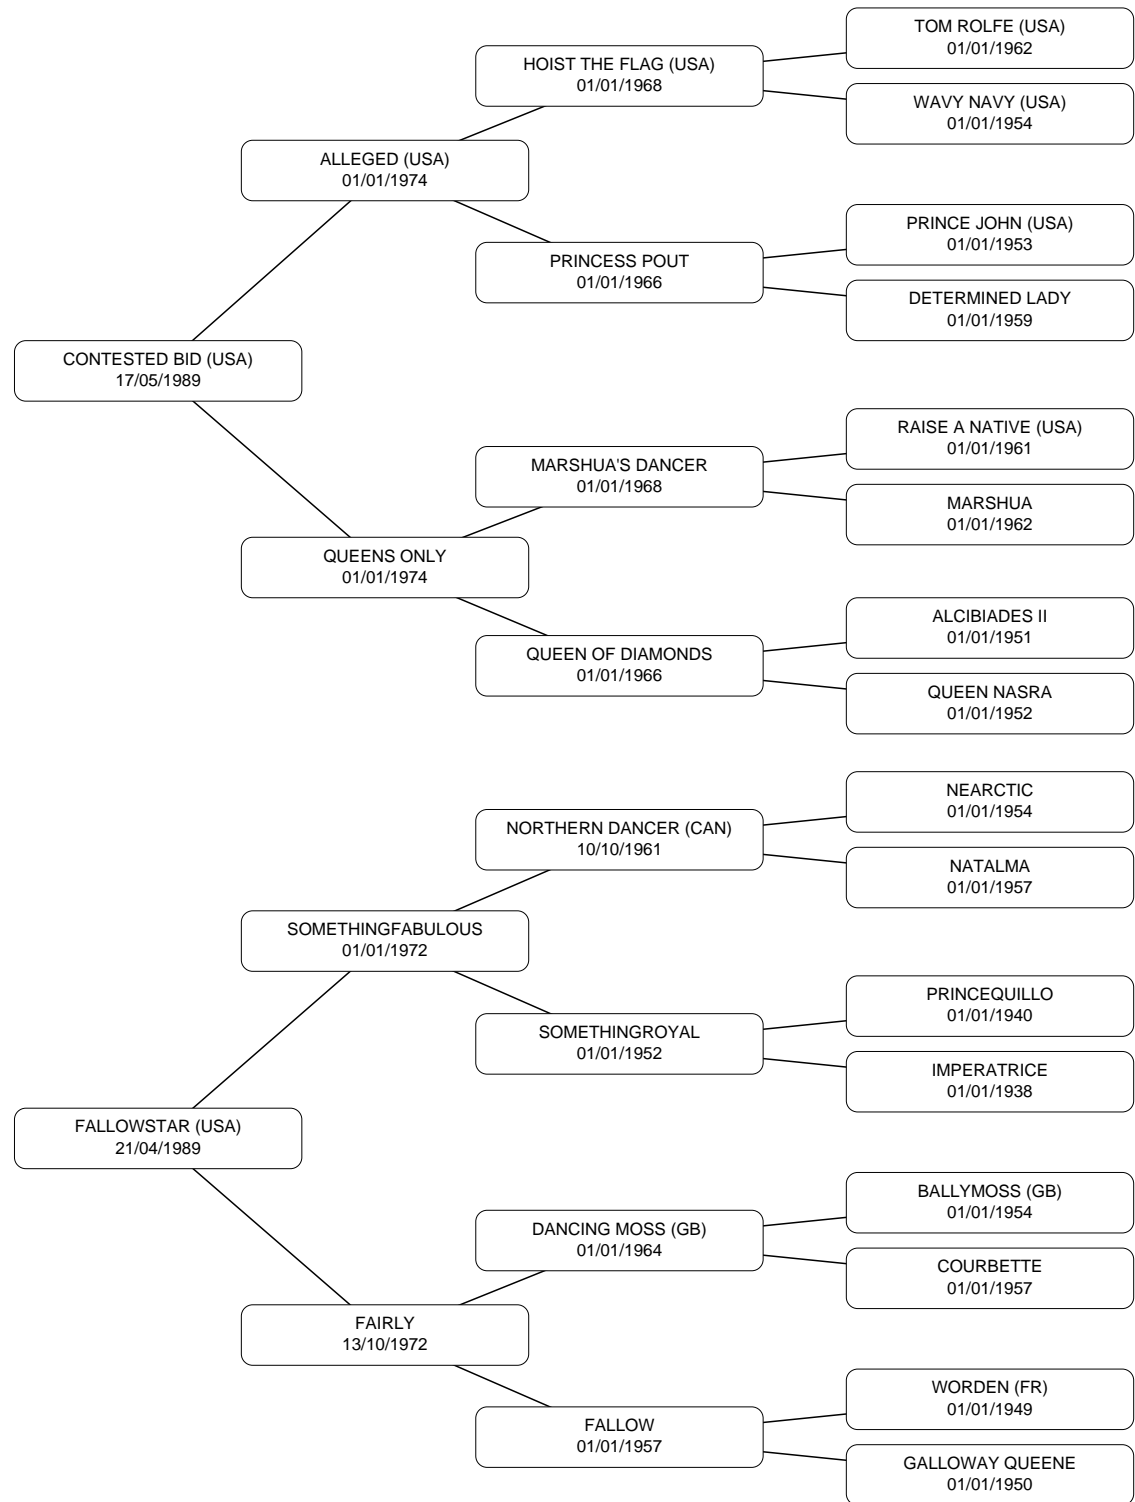 TOM ROLFE (USA)
01/01/1962
HOIST THE FLAG (USA)
01/01/1968
WAVY NAVY (USA)
01/01/1954
ALLEGED (USA)
01/01/1974
PRINCE JOHN (USA)
01/01/1953
PRINCESS POUT
01/01/1966
DETERMINED LADY
01/01/1959
CONTESTED BID (USA)
17/05/1989
RAISE A NATIVE (USA)
01/01/1961
MARSHUA'S DANCER
01/01/1968
MARSHUA
01/01/1962
QUEENS ONLY
01/01/1974
ALCIBIADES II
01/01/1951
QUEEN OF DIAMONDS
01/01/1966
QUEEN NASRA
01/01/1952
NEARCTIC
01/01/1954
NORTHERN DANCER (CAN)
10/10/1961
NATALMA
01/01/1957
SOMETHINGFABULOUS
01/01/1972
PRINCEQUILLO
01/01/1940
SOMETHINGROYAL
01/01/1952
IMPERATRICE
01/01/1938
FALLOWSTAR (USA)
21/04/1989
BALLYMOSS (GB)
01/01/1954
DANCING MOSS (GB)
01/01/1964
COURBETTE
01/01/1957
FAIRLY
13/10/1972
WORDEN (FR)
01/01/1949
FALLOW
01/01/1957
GALLOWAY QUEENE
01/01/1950